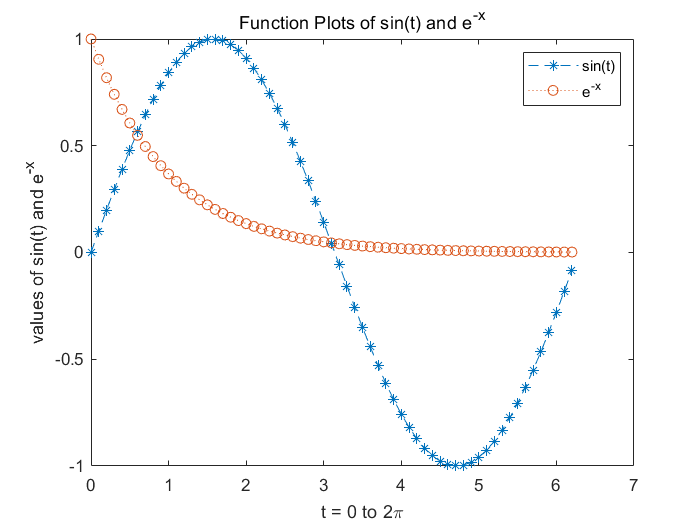 Function Plots of sin(t) and e^-x
sin(t)
e^-x
values of sin(t) and e^-x
1
0.5
0
-0.5
-1
0 1 2 3 4 5 6 7
t = 0 to 2π